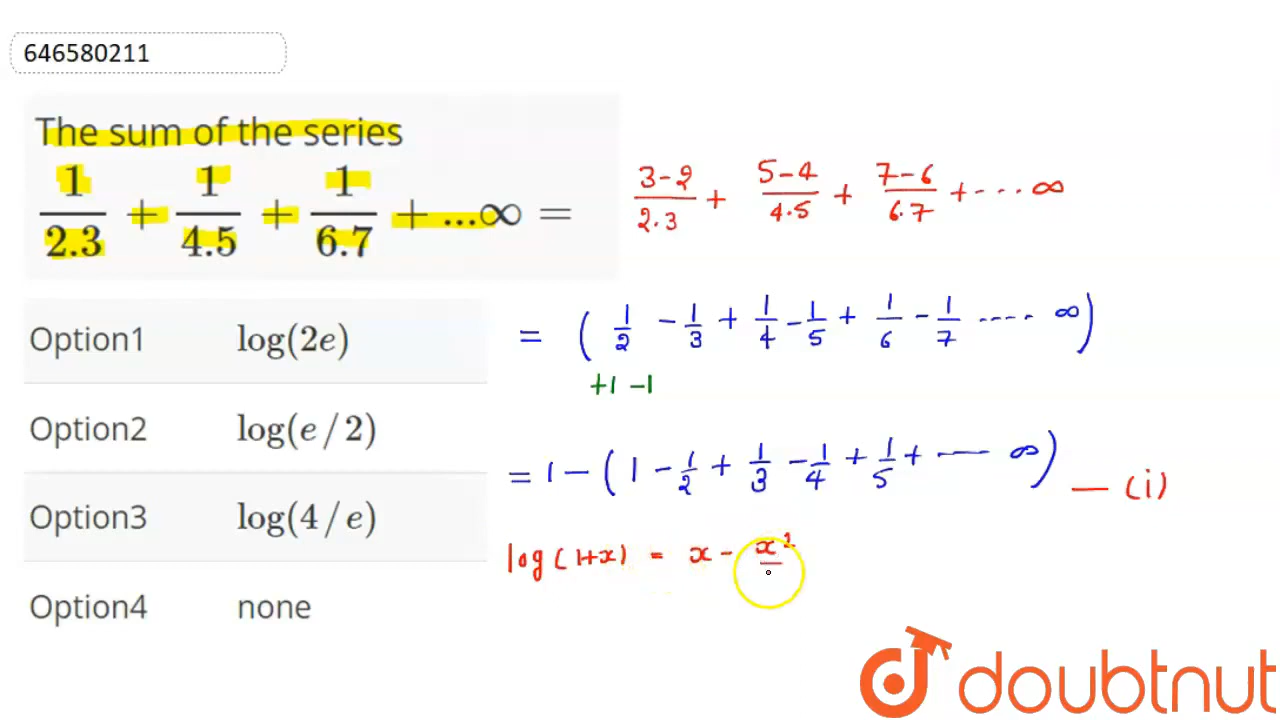 646580211
The sum of the series
1/2.3 + 1/4.5 + 1/6.7 + ...∞ =
3-2/2.3 + 5-4/4.5 + 7-6/6.7 + ....∞
Option1 log(2e)
Option2 log(e/2)
Option3 log(4/e)
Option4 none
= (1/2 - 1/3 + 1/4 - 1/5 + 1/6 - 1/7 ..... ∞)
+1 -1
= 1 - (1 - 1/2 + 1/3 - 1/4 + 1/5 + — ∞) — (i)
log(1+x) = x - x²
doubtnut